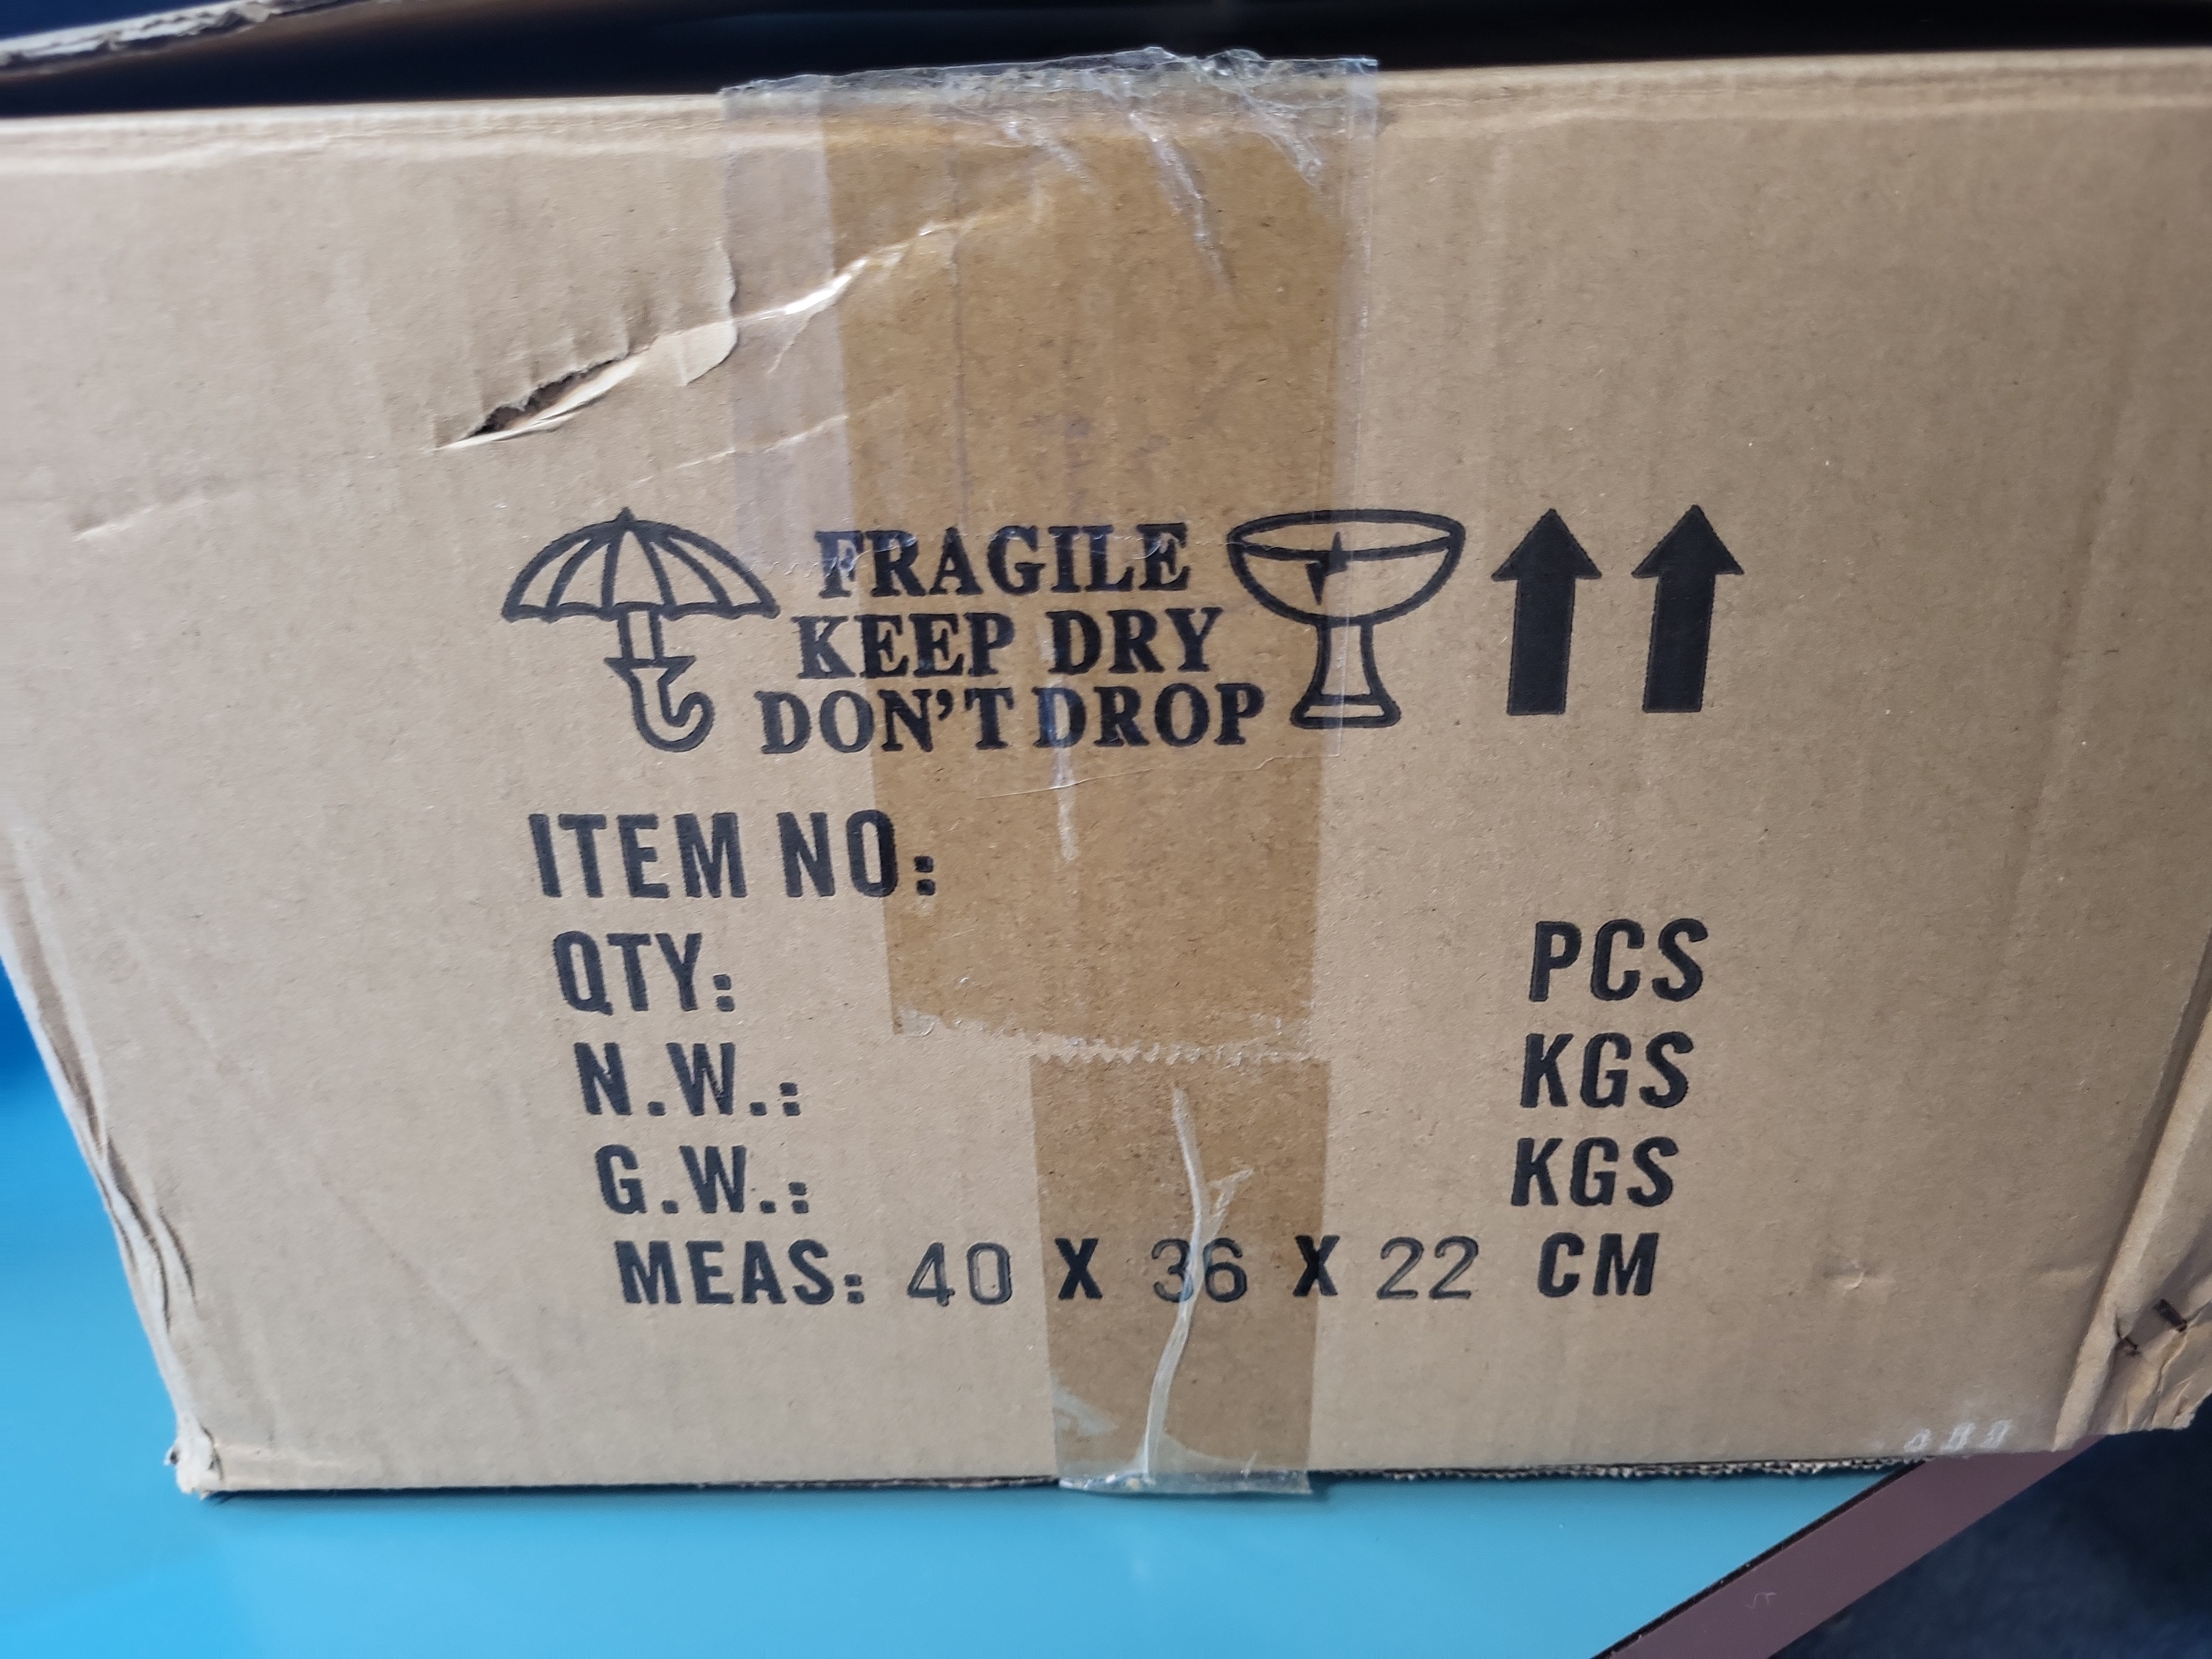 FRAGILE
KEEP DRY
DON'T DROP
ITEM NO:
QTY: PCS
N.W.: KGS
G.W.: KGS
MEAS: 40 X 36 X 22 CM